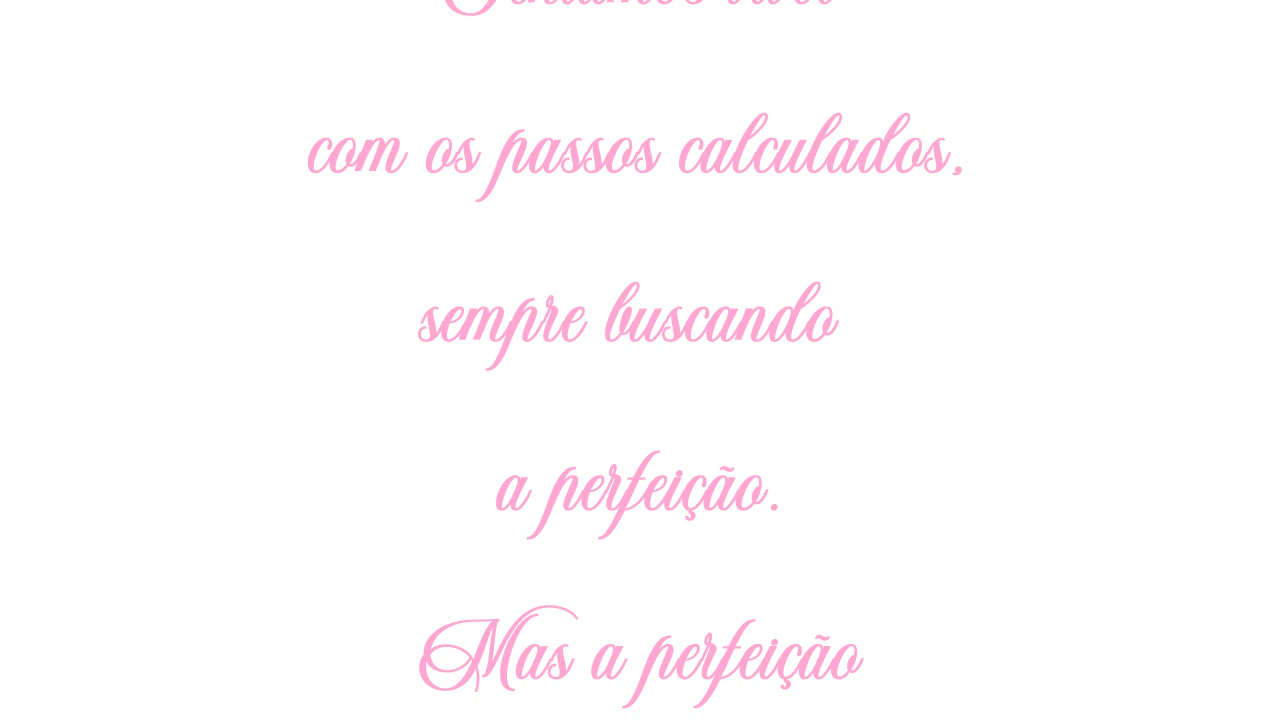 com os passos calculados,
sempre buscando
a perfeição.
Mas a perfeição